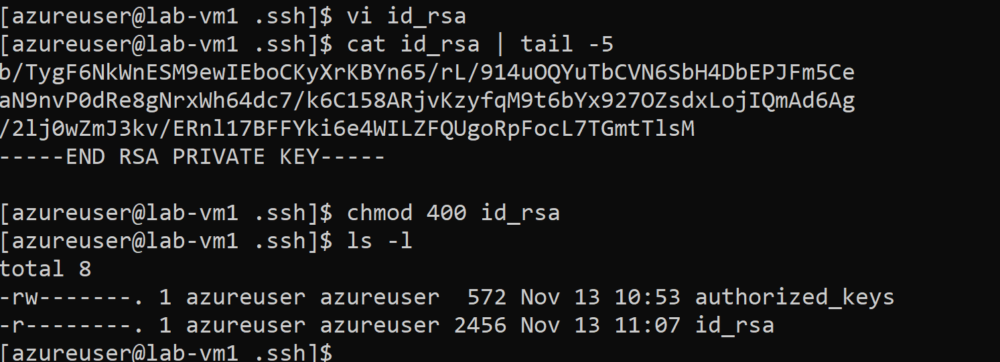 [azureuser@lab-vm1 .ssh]$ vi id_rsa
[azureuser@lab-vm1 .ssh]$ cat id_rsa | tail -5
b/TygF6NkWnESM9ewIEboCKyXrKBYn65/rL/914uOQYuTbCVN6SbH4DbEPJFm5Ce
aN9nvP0dRe8gNrxWh64dc7/k6C158ARjvKzyfqM9t6bYx927OZsdxLojIQmAd6Ag
/2lj0wZmJ3kv/ERnl17BFFYki6e4WILZFQUgoRpFocL7TGmtTlsM
-----END RSA PRIVATE KEY-----
[azureuser@lab-vm1 .ssh]$ chmod 400 id_rsa
[azureuser@lab-vm1 .ssh]$ ls -l
total 8
-rw-------. 1 azureuser azureuser  572 Nov 13 10:53 authorized_keys
-r--------. 1 azureuser azureuser 2456 Nov 13 11:07 id_rsa
[azureuser@lab-vm1 .ssh]$